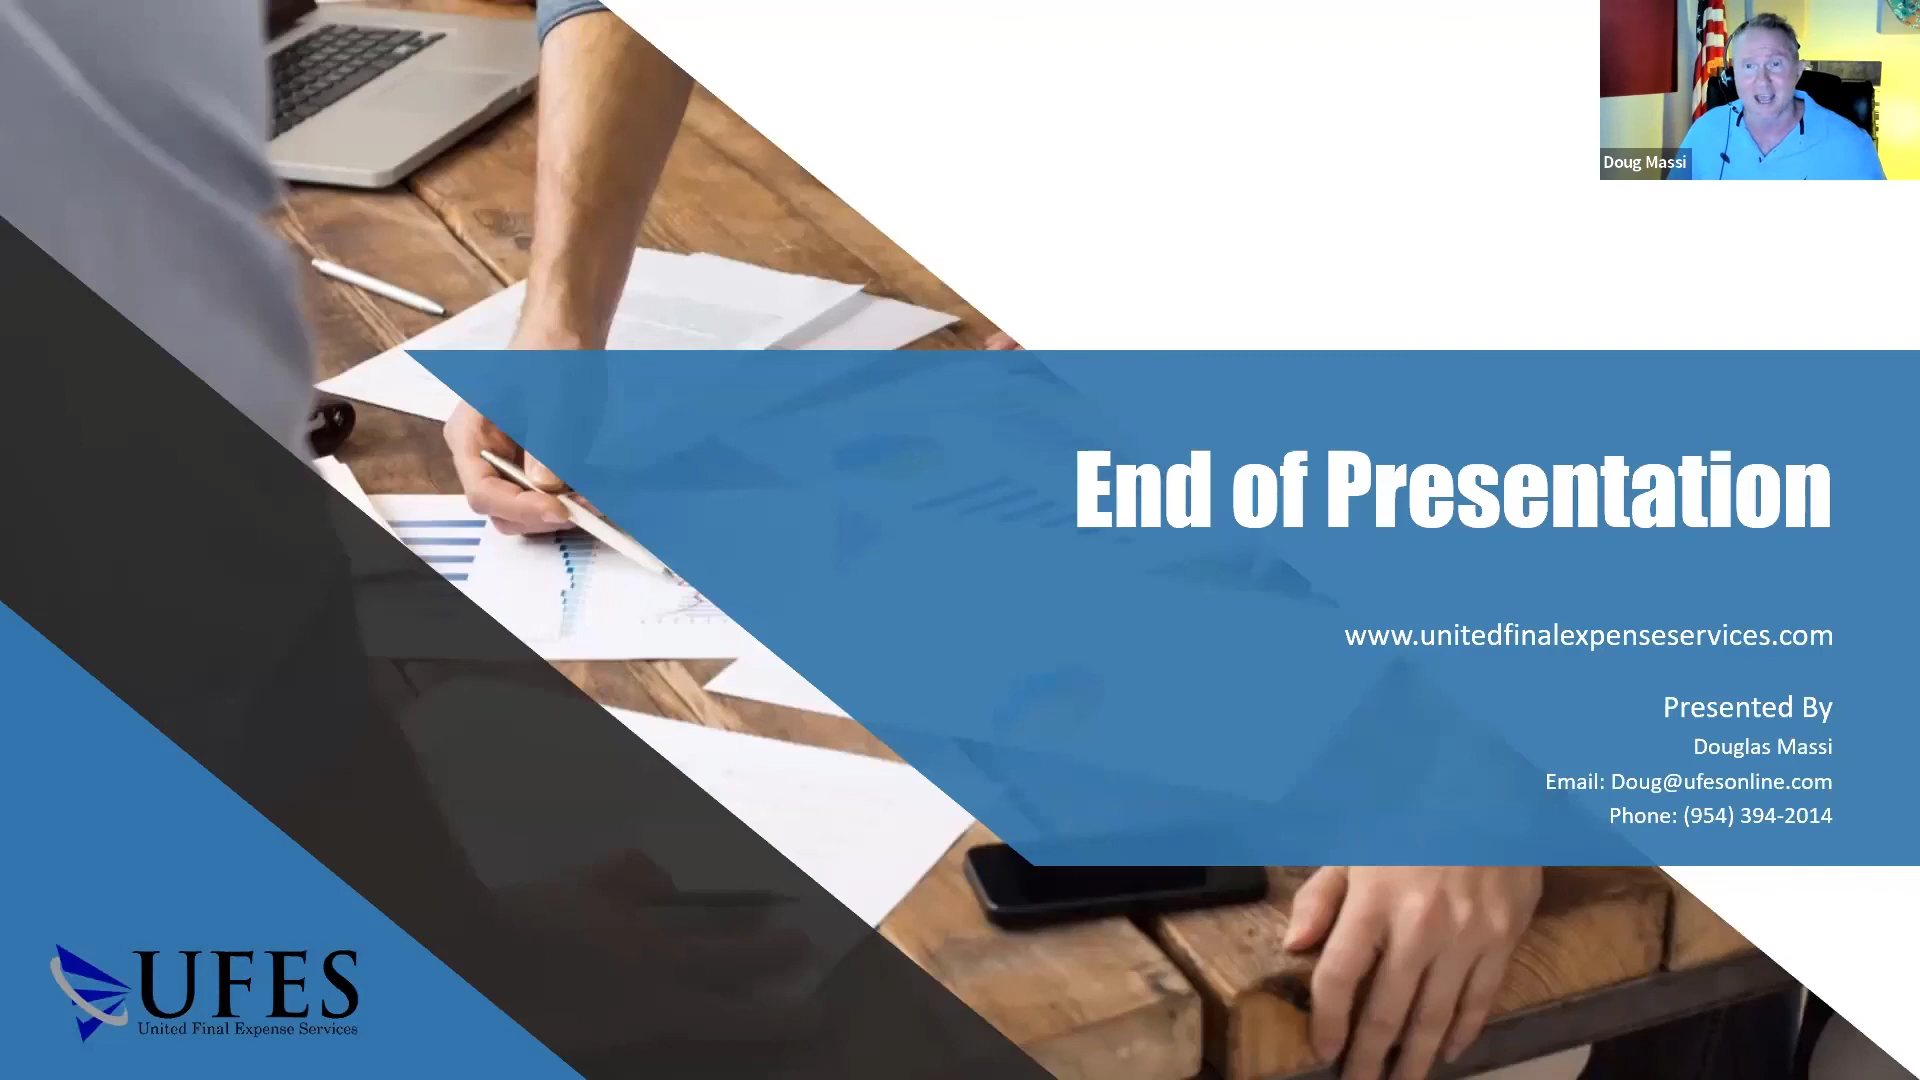 Doug Massi
End of Presentation
www.unitedfinalexpenseservices.com
Presented By
Douglas Massi
Email: Doug@ufesonline.com
Phone: (954) 394-2014
UFES
United Final Expense Services